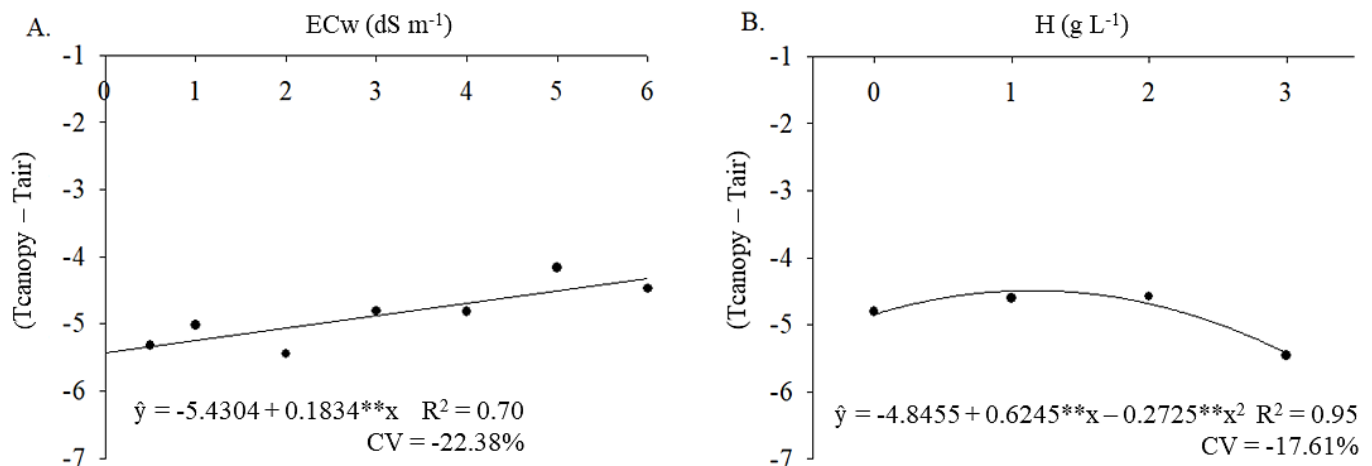 A.
ECw (dS m⁻¹)
-1
0 1 2 3 4 5 6
-2
-3
-4
-5
-6
-7
(Tcanopy – Tair)
ŷ = -5.4304 + 0.1834**x R² = 0.70
CV = -22.38%
B.
H (g L⁻¹)
-1
0 1 2 3
-2
-3
-4
-5
-6
-7
(Tcanopy – Tair)
ŷ = -4.8455 + 0.6245**x – 0.2725**x² R² = 0.95
CV = -17.61%